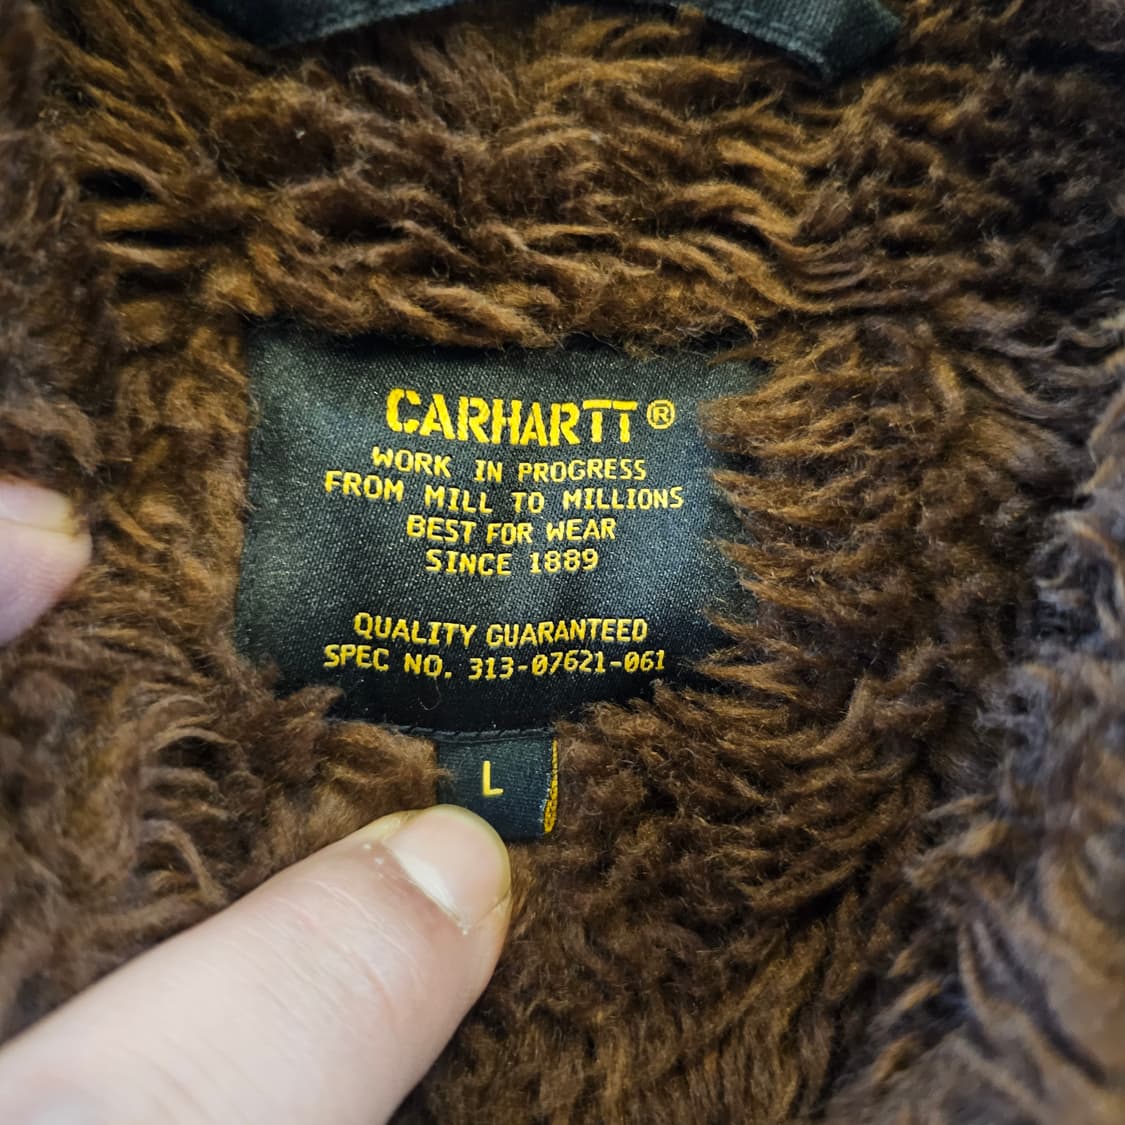 CARHARTT®
WORK IN PROGRESS
FROM MILL TO MILLIONS
BEST FOR WEAR
SINCE 1889
QUALITY GUARANTEED
SPEC NO. 313-07621-061
L